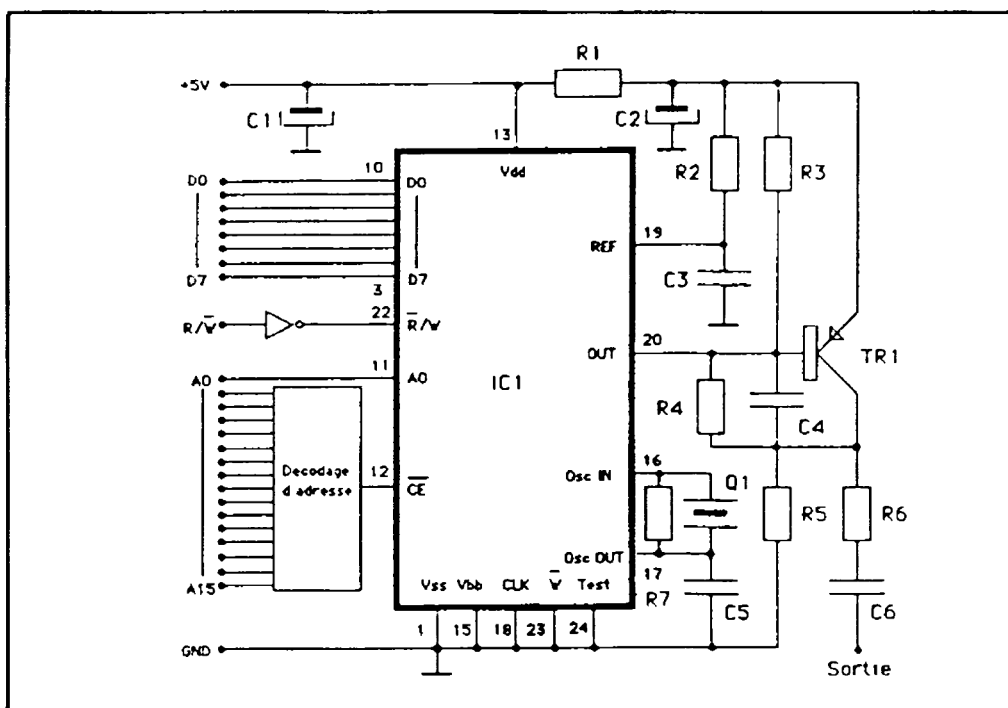 R1
+5V
C1
C2
13
Vdd
R2
R3
10
D0
D0
19
REF
D7
D7
3
C3
22
R/W̅
R̅/W
20
OUT
TR1
11
A0
A0
IC1
R4
C4
Decodage
d adresse
12
C̅E̅
16
Osc IN
Q1
R5
R6
Osc OUT
17
A15
R7
C5
C6
Vss
Vbb
CLK
W̅
Test
1
15
18
23
24
GND
Sortie